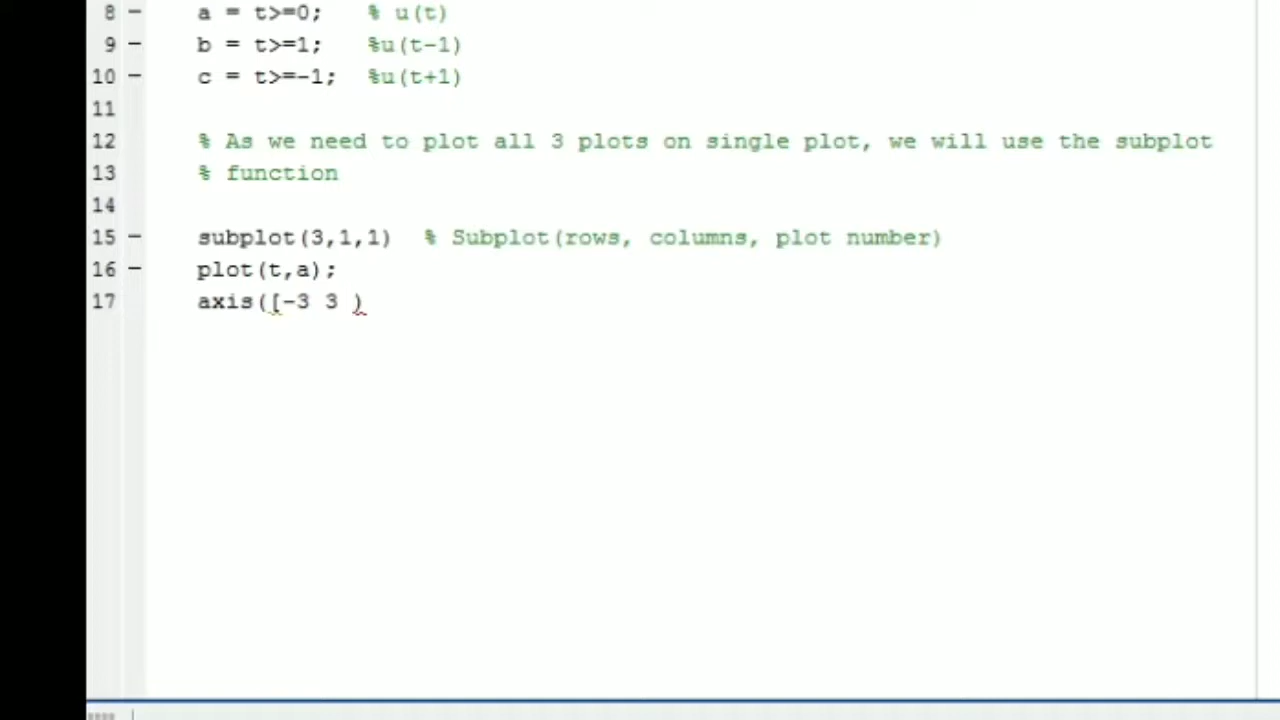 8 - a = t>=0; % u(t)
9 - b = t>=1; %u(t-1)
10 - c = t>=-1; %u(t+1)
11
12 % As we need to plot all 3 plots on single plot, we will use the subplot
13 % function
14
15 - subplot(3,1,1) % Subplot(rows, columns, plot number)
16 - plot(t,a);
17 axis([-3 3 )